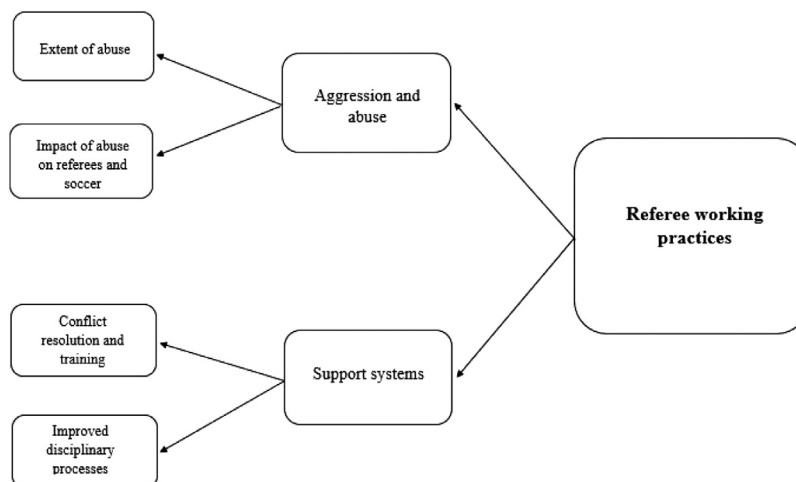 Extent of abuse
Impact of abuse
on referees and
soccer
Aggression and
abuse
Referee working
practices
Conflict
resolution and
training
Support systems
Improved
disciplinary
processes